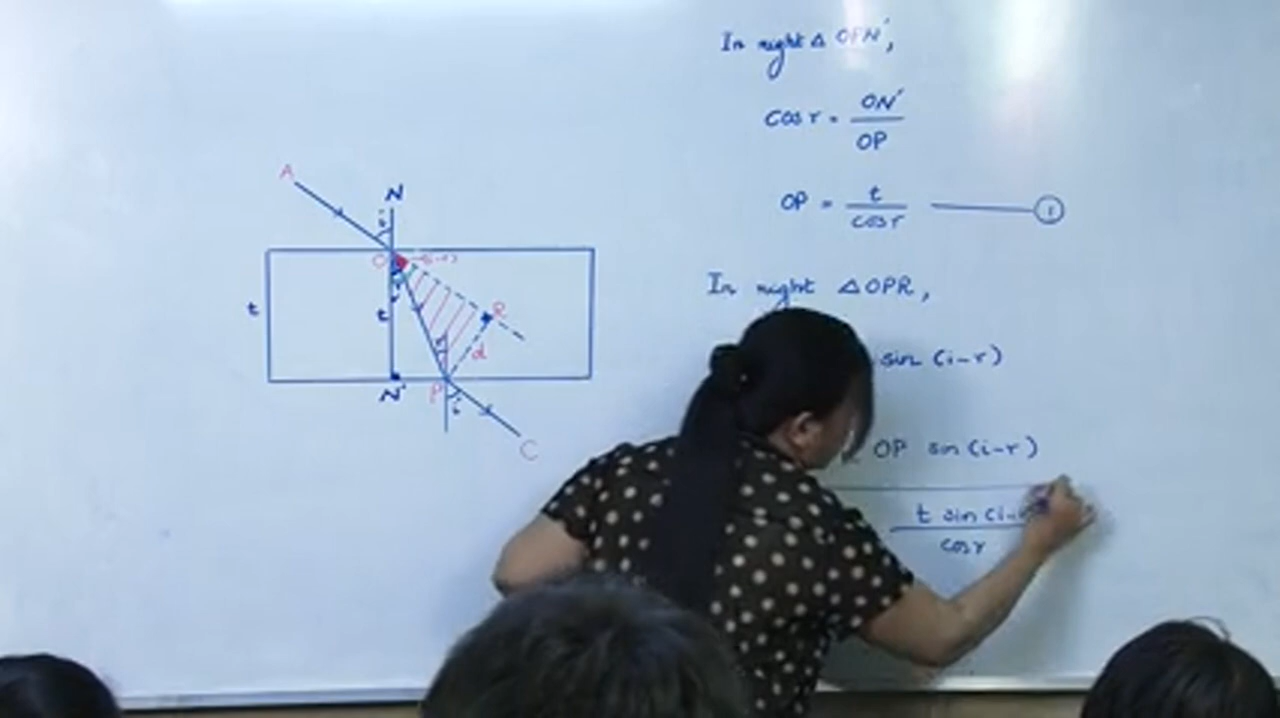 A
N
i
O
(i-r)
r
t
t
R
r
d
N'
P
i
C
In right Δ OPN',
Cos r = ON'
OP
OP = t
cos r
1
In right Δ OPR,
sin (i-r)
OP sin (i-r)
t sin (i-
cos r